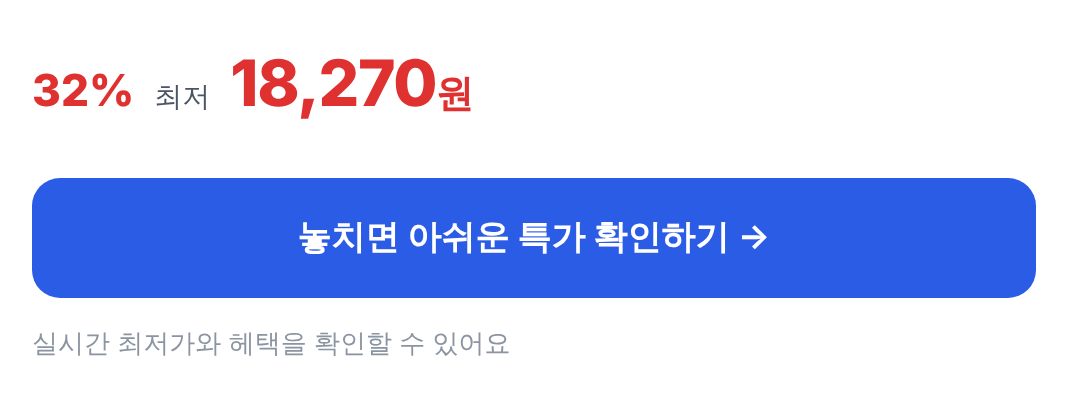 32% 최저 18,270원
놓치면 아쉬운 특가 확인하기 →
실시간 최저가와 혜택을 확인할 수 있어요